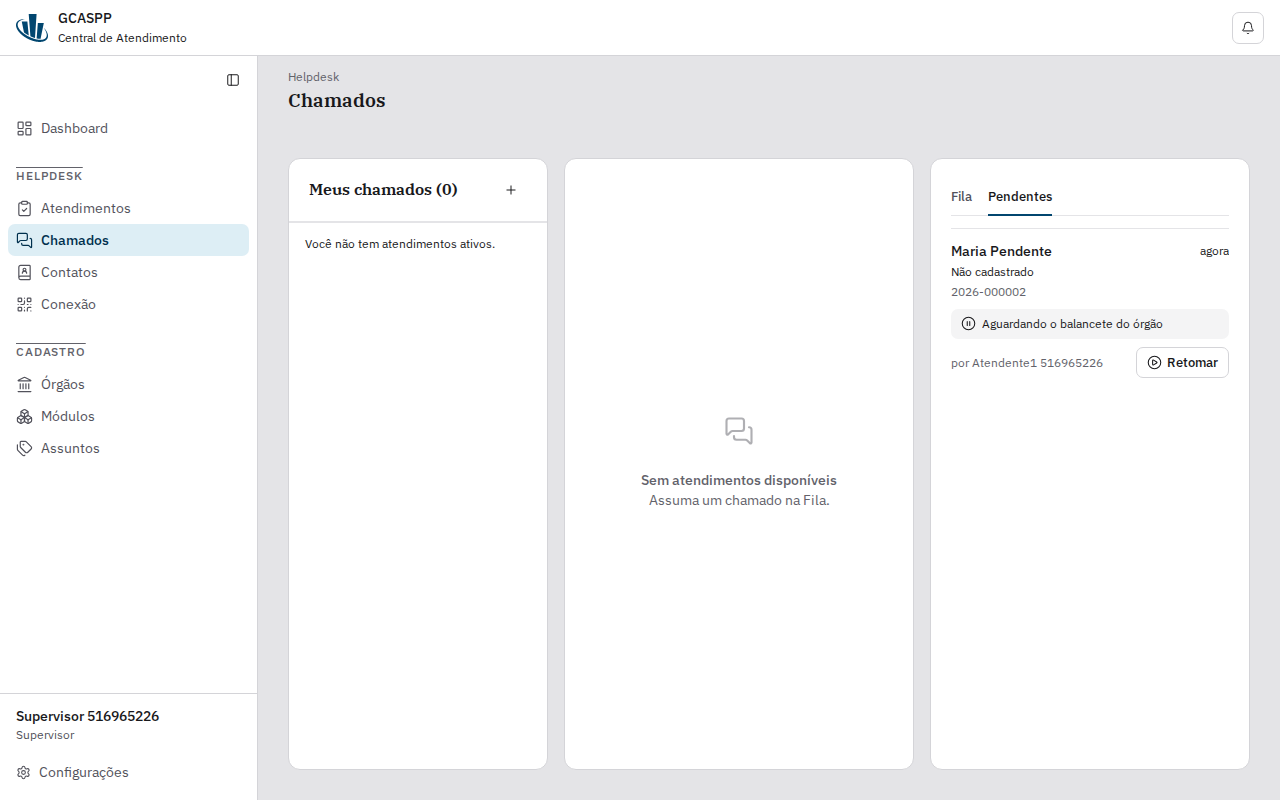 GCASPP
Central de Atendimento
Dashboard
HELPDESK
Atendimentos
Chamados
Contatos
Conexão
CADASTRO
Órgãos
Módulos
Assuntos
Supervisor 516965226
Supervisor
Configurações
Helpdesk
Chamados
Meus chamados (0)
Você não tem atendimentos ativos.
Sem atendimentos disponíveis
Assuma um chamado na Fila.
Fila Pendentes
Maria Pendente agora
Não cadastrado
2026-000002
Aguardando o balancete do órgão
por Atendente1 516965226 Retomar